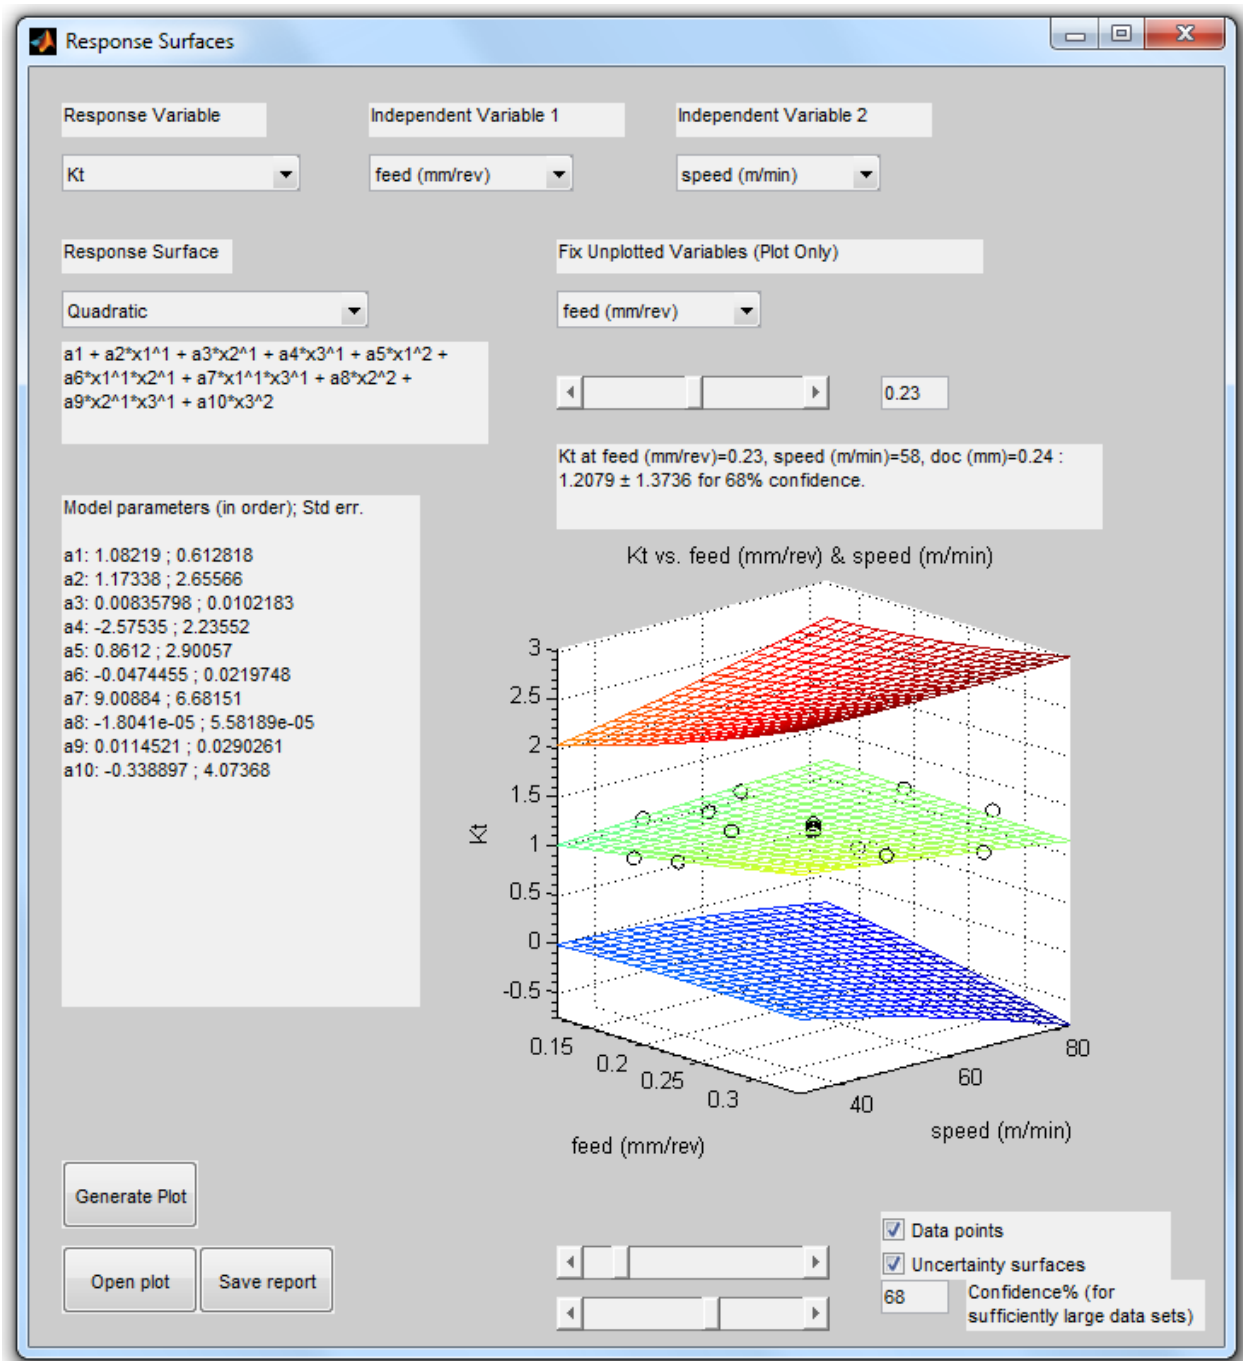 Response Surfaces
Response Variable
Independent Variable 1
Independent Variable 2
Kt
feed (mm/rev)
speed (m/min)
Response Surface
Fix Unplotted Variables (Plot Only)
Quadratic
feed (mm/rev)
a1 + a2*x1^1 + a3*x2^1 + a4*x3^1 + a5*x1^2 +
a6*x1^1*x2^1 + a7*x1^1*x3^1 + a8*x2^2 +
a9*x2^1*x3^1 + a10*x3^2
0.23
Kt at feed (mm/rev)=0.23, speed (m/min)=58, doc (mm)=0.24 :
1.2079 ± 1.3736 for 68% confidence.
Model parameters (in order); Std err.
a1: 1.08219 ; 0.612818
a2: 1.17338 ; 2.65566
a3: 0.00835798 ; 0.0102183
a4: -2.57535 ; 2.23552
a5: 0.8612 ; 2.90057
a6: -0.0474455 ; 0.0219748
a7: 9.00884 ; 6.68151
a8: -1.8041e-05 ; 5.58189e-05
a9: 0.0114521 ; 0.0290261
a10: -0.338897 ; 4.07368
Kt vs. feed (mm/rev) & speed (m/min)
3
2.5
2
1.5
1
0.5
0
-0.5
Kt
0.15
0.2
0.25
0.3
feed (mm/rev)
40
60
80
speed (m/min)
Generate Plot
Open plot
Save report
Data points
Uncertainty surfaces
68
Confidence% (for
sufficiently large data sets)